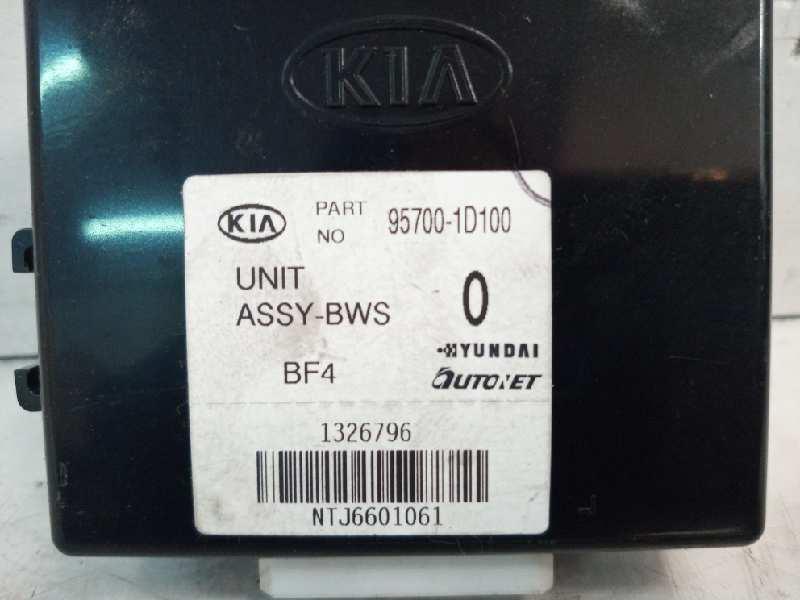 KIA
KIA PART NO 95700-1D100
UNIT
ASSY-BWS
0
HYUNDAI
BF4
AUTONET
1326796
NTJ6601061